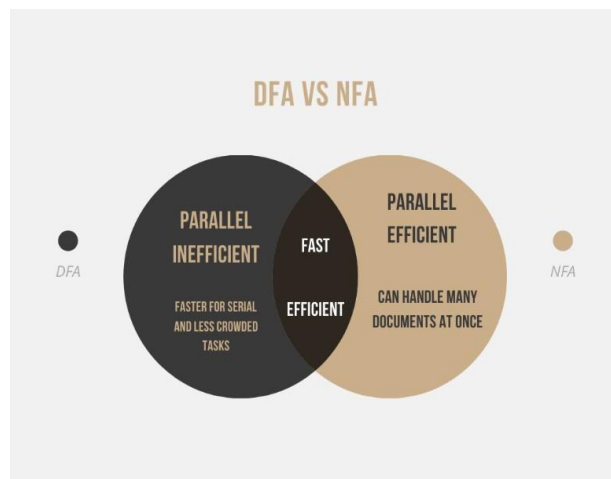 DFA VS NFA
PARALLEL
INEFFICIENT
FASTER FOR SERIAL
AND LESS CROWDED
TASKS
FAST
EFFICIENT
PARALLEL
EFFICIENT
CAN HANDLE MANY
DOCUMENTS AT ONCE
DFA
NFA